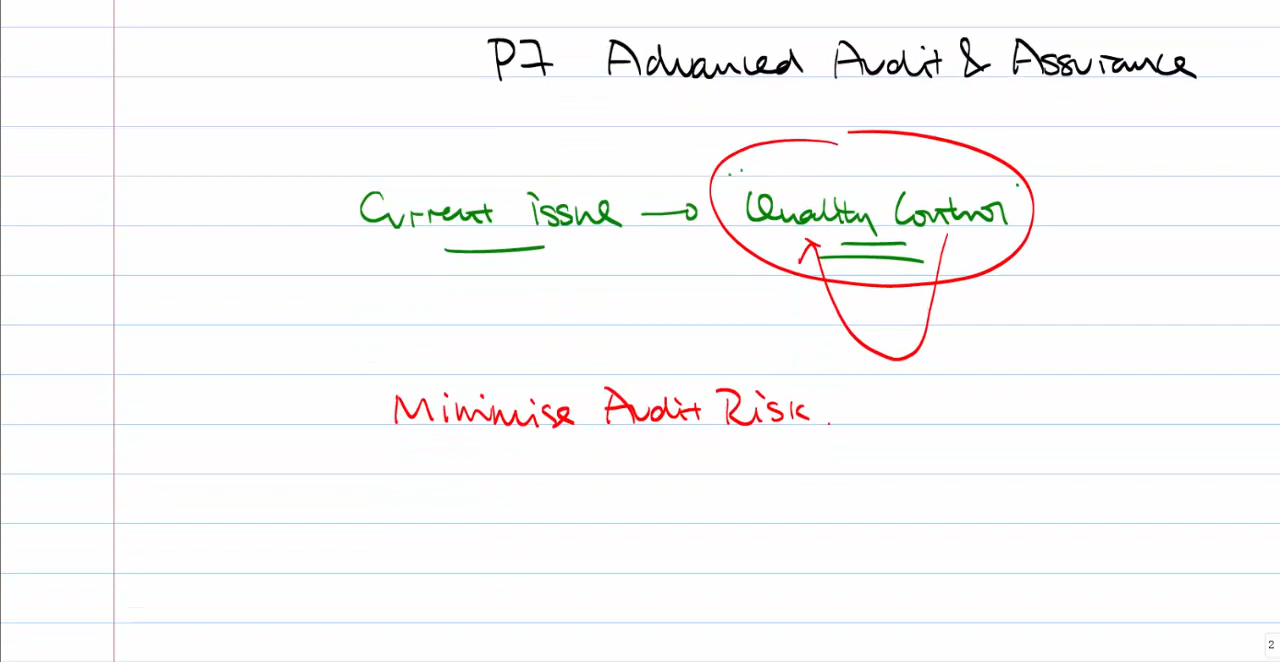 P7 Advanced Audit & Assurance
Current issue → Quality Control
Minimise Audit Risk.
2